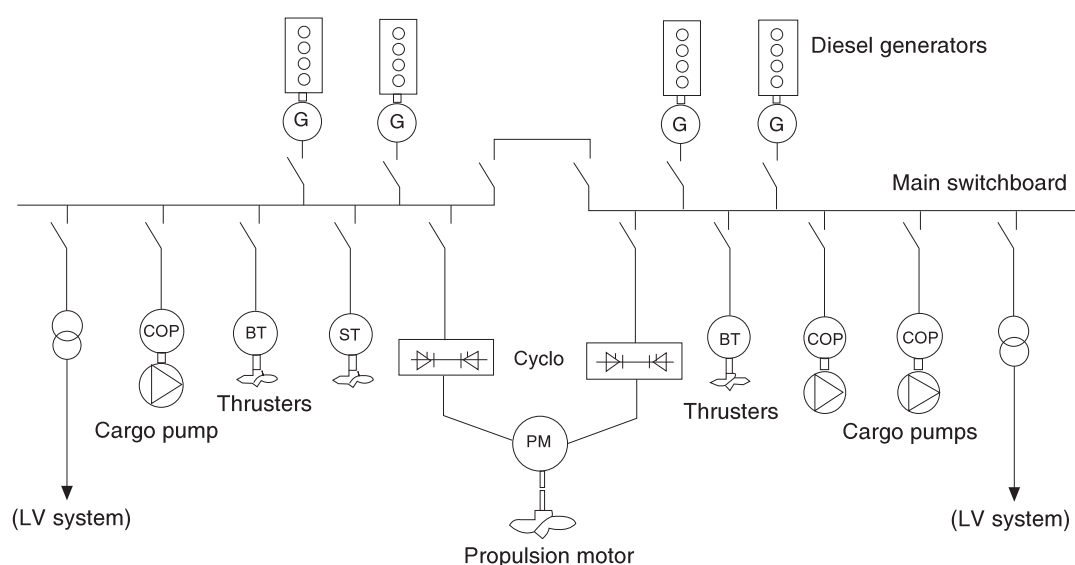 Diesel generators
G
G
G
G
Main switchboard
COP
BT
ST
Cyclo
BT
COP
COP
Thrusters
Cargo pump
Thrusters
Cargo pumps
PM
(LV system)
(LV system)
Propulsion motor